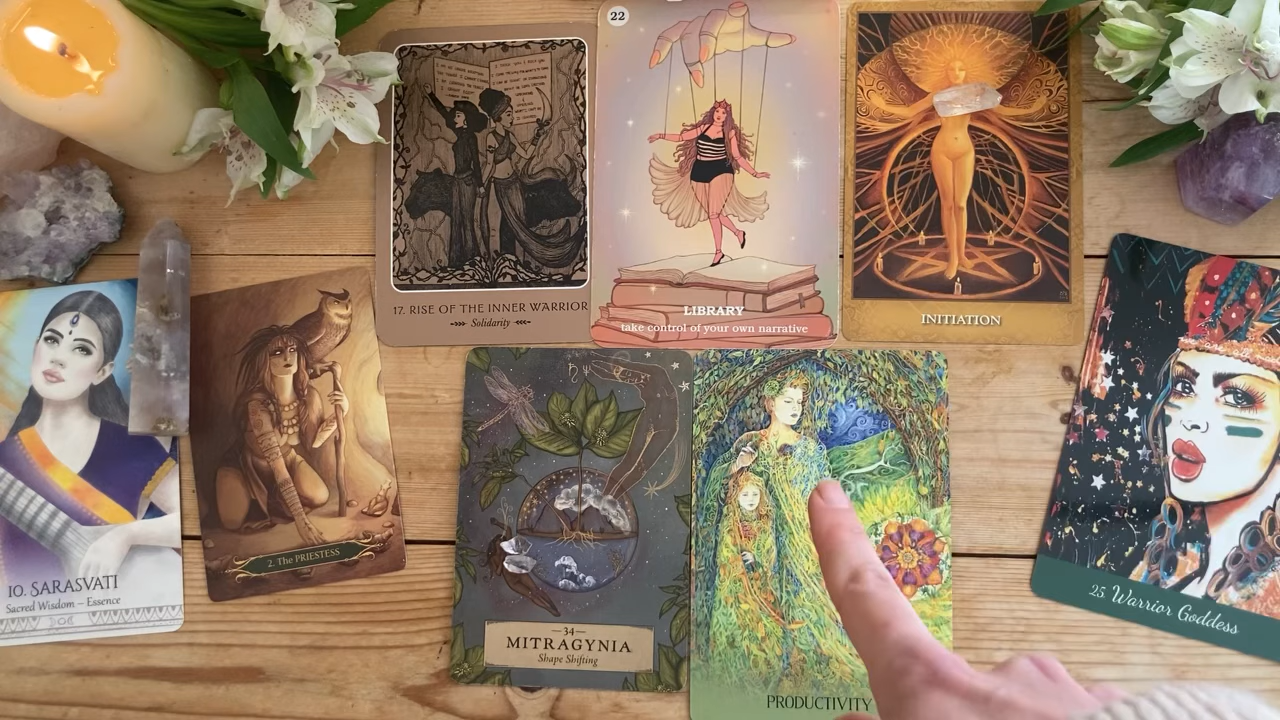 22
17. RISE OF THE INNER WARRIOR
Solidarity
LIBRARY
take control of your own narrative
INITIATION
10. SARASVATI
Sacred Wisdom – Essence
2. The PRIESTESS
–34–
MITRAGYNIA
Shape Shifting
PRODUCTIVITY
25 Warrior Goddess